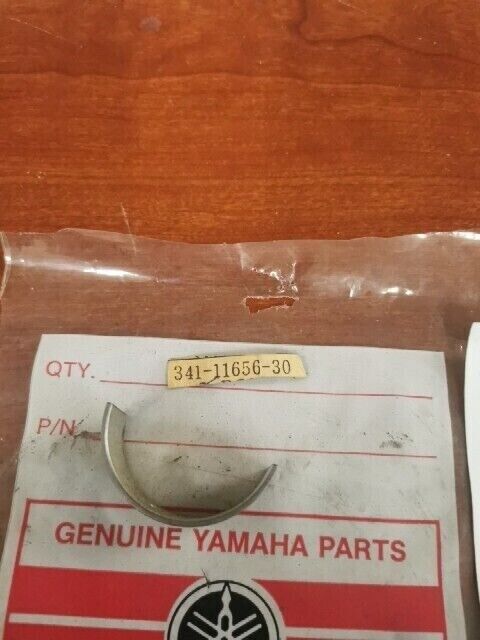 QTY.
341-11656-30
P/N
GENUINE YAMAHA PARTS